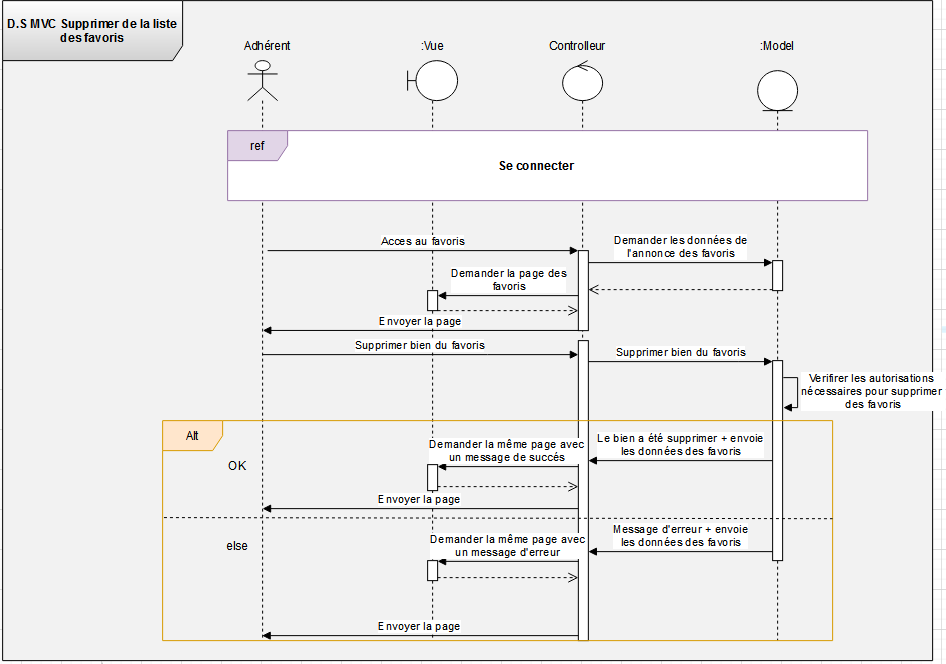 D.S MVC Supprimer de la liste
des favoris
Adhérent
:Vue
Controlleur
:Model
ref
Se connecter
Acces au favoris
Demander les données de
l'annonce des favoris
Demander la page des
favoris
Envoyer la page
Supprimer bien du favoris
Supprimer bien du favoris
Verifirer les autorisations
nécessaires pour supprimer
des favoris
Alt
OK
Le bien a été supprimer + envoie
les données des favoris
Demander la même page avec
un message de succés
Envoyer la page
else
Message d'erreur + envoie
les données des favoris
Demander la même page avec
un message d'erreur
Envoyer la page